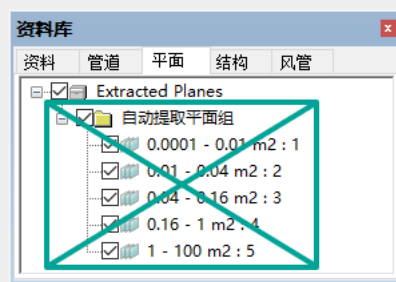 资料库
资料 管道 平面 结构 风管
Extracted Planes
自动提取平面组
0.0001 - 0.01 m2 : 1
0.01 - 0.04 m2 : 2
0.04 - 0.16 m2 : 3
0.16 - 1 m2 : 4
1 - 100 m2 : 5